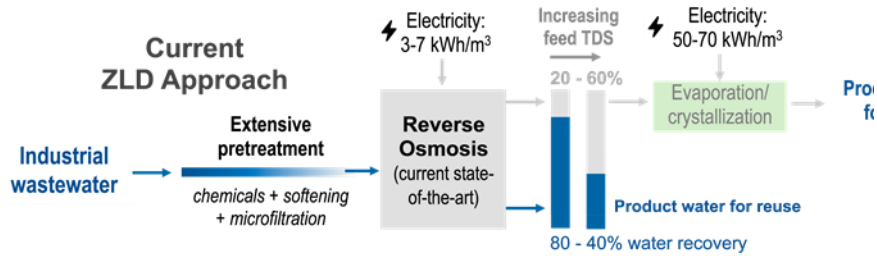 Current
ZLD Approach
Electricity:
3-7 kWh/m³
Increasing
feed TDS
Electricity:
50-70 kWh/m³
20 - 60%
Industrial
wastewater
Extensive
pretreatment
chemicals + softening
+ microfiltration
Reverse
Osmosis
(current state-
of-the-art)
Evaporation/
crystallization
Product water for reuse
80 - 40% water recovery